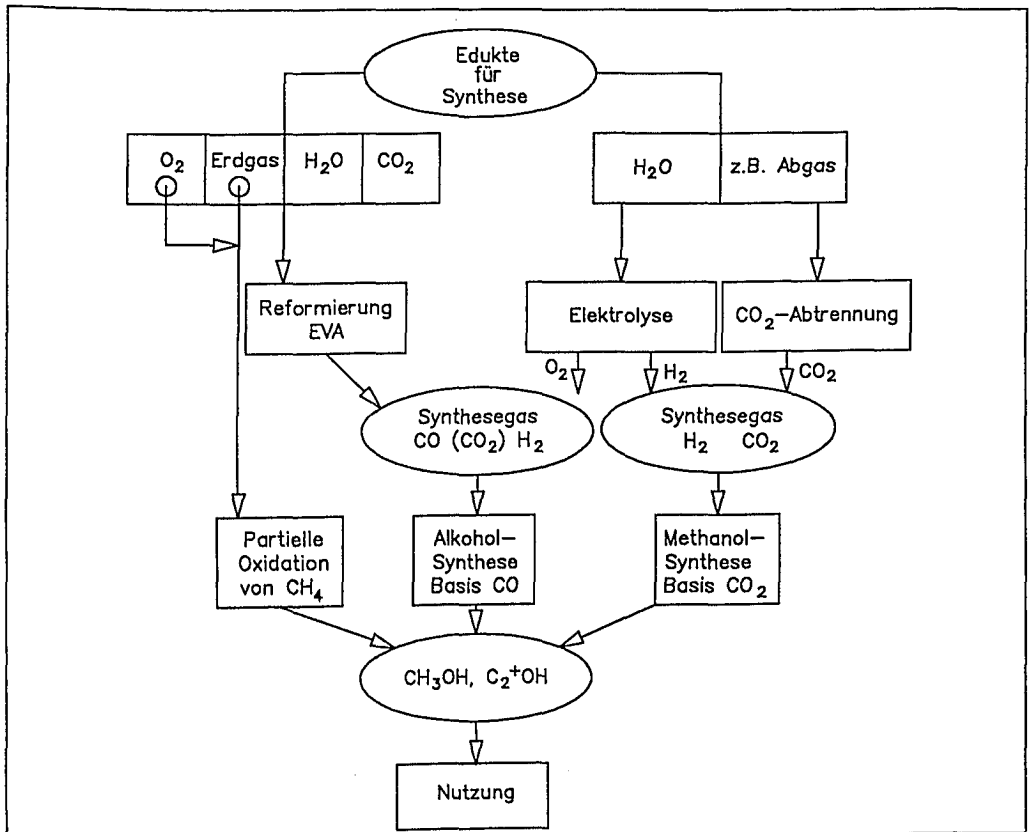 Edukte
für
Synthese
O₂ Erdgas H₂O CO₂
H₂O z.B. Abgas
Reformierung
EVA
Elektrolyse
CO₂-Abtrennung
O₂ H₂ CO₂
Synthesegas
CO (CO₂) H₂
Synthesegas
H₂ CO₂
Partielle
Oxidation
von CH₄
Alkohol-
Synthese
Basis CO
Methanol-
Synthese
Basis CO₂
CH₃OH, C₂⁺OH
Nutzung